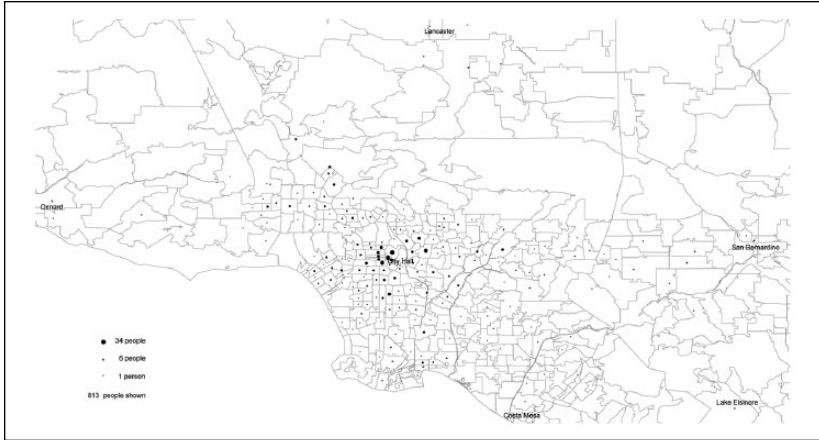 Lancaster
Oxnard
San Bernardino
City Hall
34 people
6 people
1 person
813 people shown
Lake Elsinore
Costa Mesa